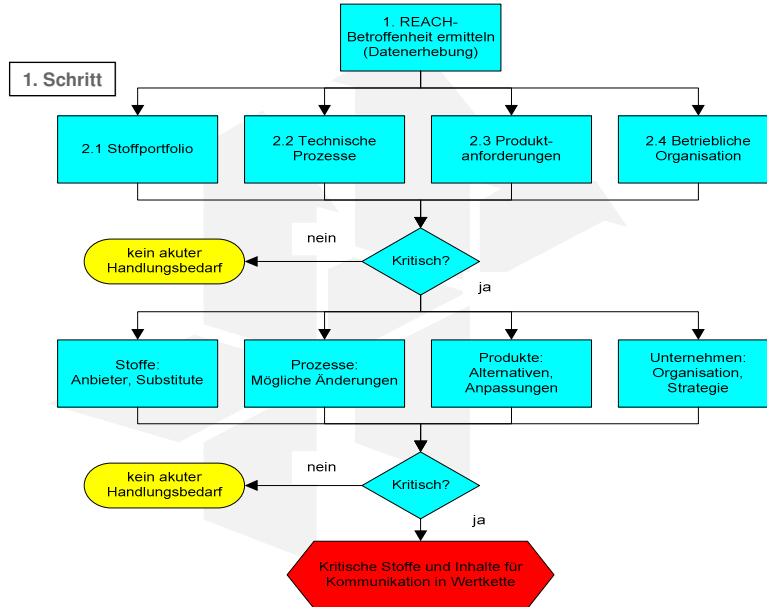 1. REACH-
Betroffenheit ermitteln
(Datenerhebung)
1. Schritt
2.1 Stoffportfolio
2.2 Technische
Prozesse
2.3 Produkt-
anforderungen
2.4 Betriebliche
Organisation
nein
kein akuter
Handlungsbedarf
Kritisch?
ja
Stoffe:
Anbieter, Substitute
Prozesse:
Mögliche Änderungen
Produkte:
Alternativen,
Anpassungen
Unternehmen:
Organisation,
Strategie
nein
kein akuter
Handlungsbedarf
Kritisch?
ja
Kritische Stoffe und Inhalte für
Kommunikation in Wertkette